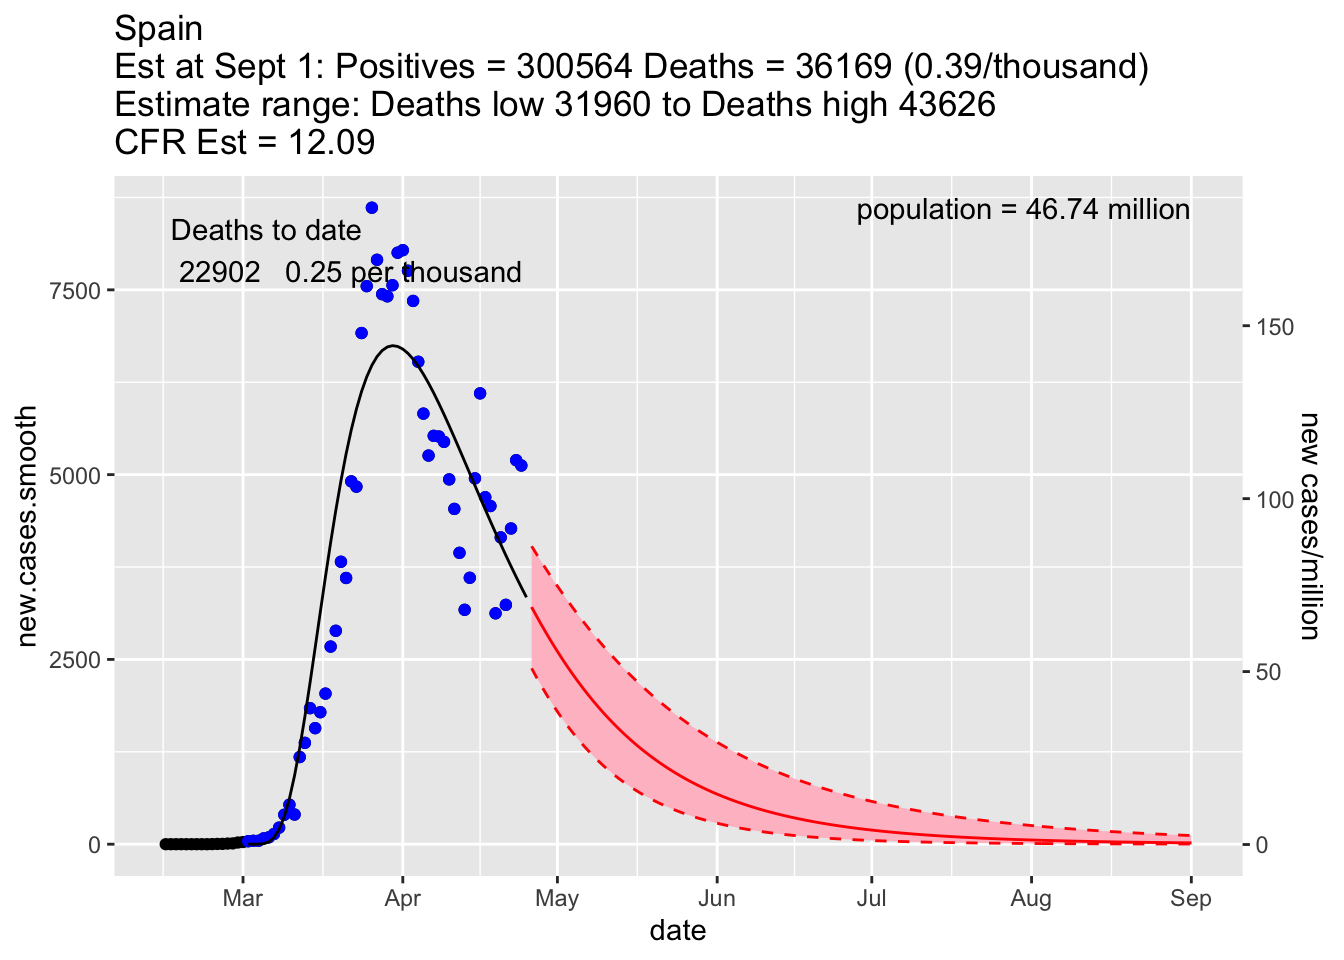 Spain
Est at Sept 1: Positives = 300564 Deaths = 36169 (0.39/thousand)
Estimate range: Deaths low 31960 to Deaths high 43626
CFR Est = 12.09
population = 46.74 million
Deaths to date
22902 0.25 per thousand
7500
5000
2500
0
new.cases.smooth
150
100
50
0
new cases/million
Mar Apr May Jun Jul Aug Sep
date